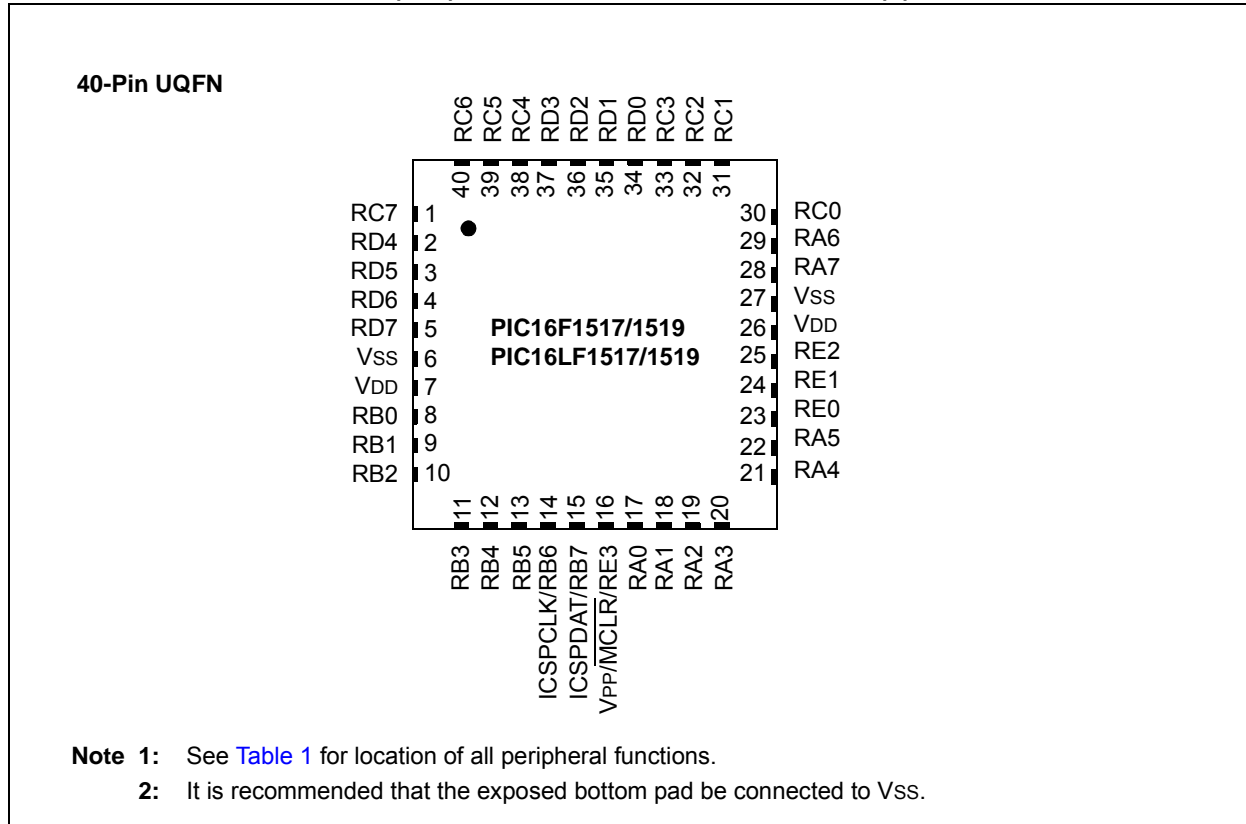 40-Pin UQFN
RC6
RC5
RC4
RD3
RD2
RD1
RD0
RC3
RC2
RC1
40
39
38
37
36
35
34
33
32
31
RC7 1
RD4 2
RD5 3
RD6 4
RD7 5
VSS 6
VDD 7
RB0 8
RB1 9
RB2 10
PIC16F1517/1519
PIC16LF1517/1519
30 RC0
29 RA6
28 RA7
27 VSS
26 VDD
25 RE2
24 RE1
23 RE0
22 RA5
21 RA4
11
12
13
14
15
16
17
18
19
20
RB3
RB4
RB5
ICSPCLK/RB6
ICSPDAT/RB7
VPP/MCLR/RE3
RA0
RA1
RA2
RA3
Note 1: See Table 1 for location of all peripheral functions.
2: It is recommended that the exposed bottom pad be connected to VSS.